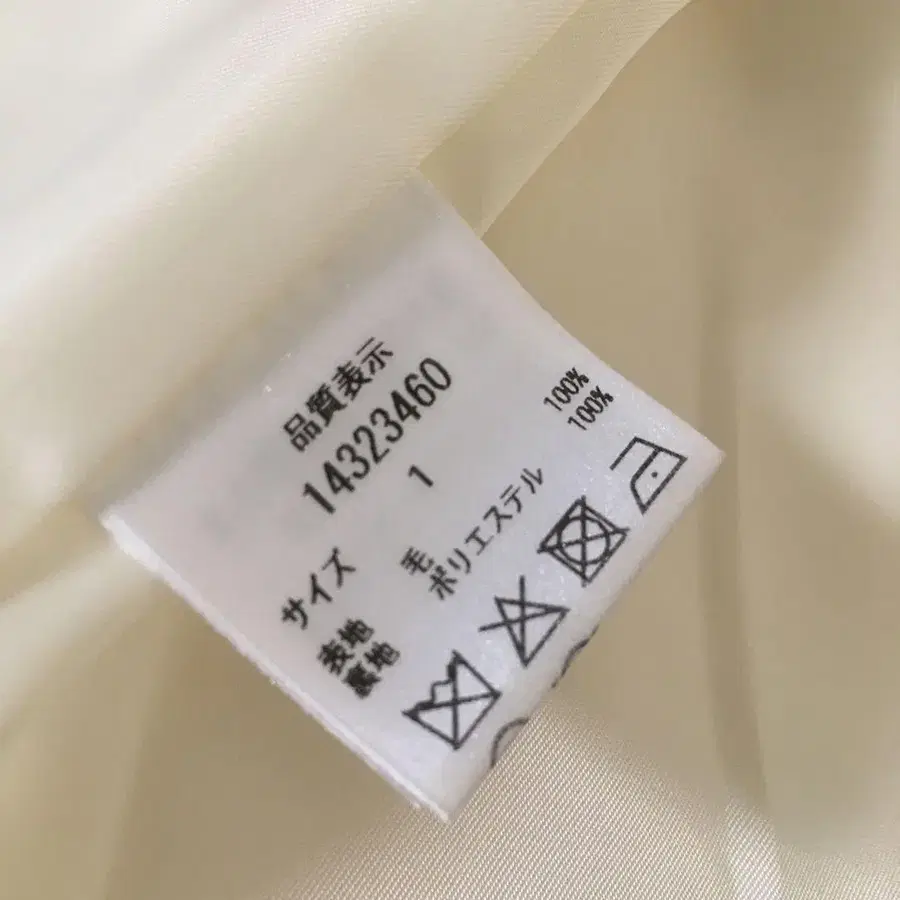 品質表示
14323460
サイズ 1
表地 毛 100%
裏地 ポリエステル 100%